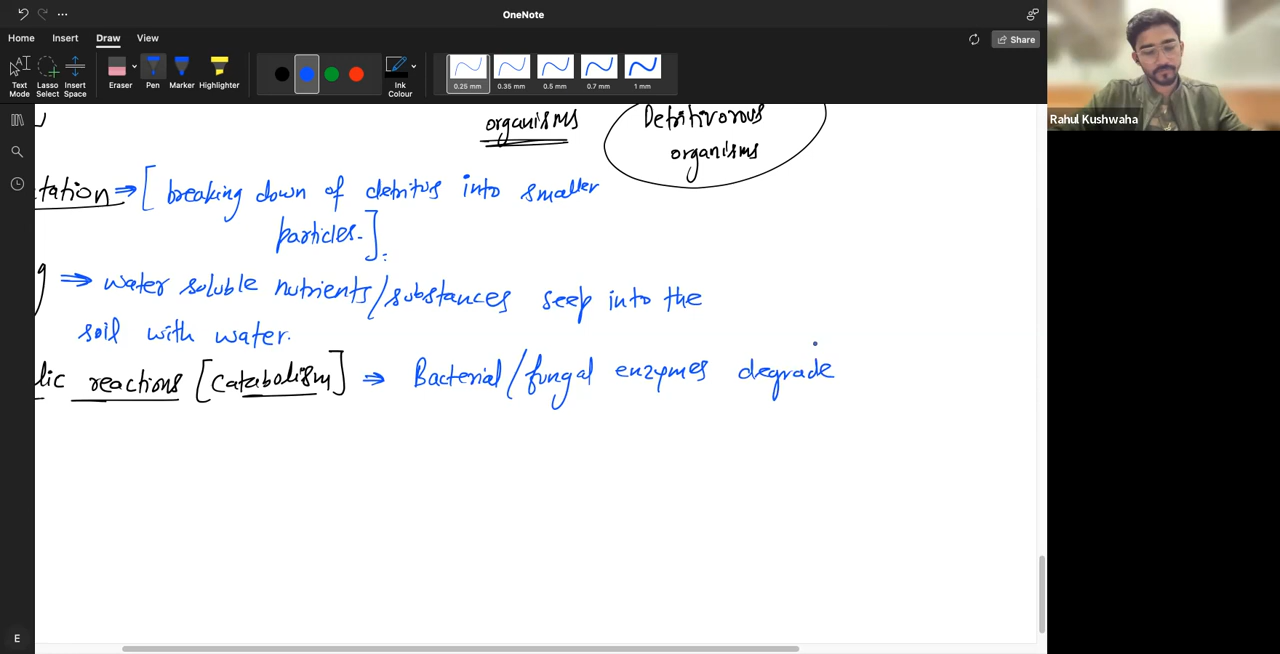 OneNote
Home Insert Draw View
Share
Text Mode
Lasso Select
Insert Space
Eraser
Pen
Marker
Highlighter
Ink Colour
0.25 mm 0.35 mm 0.5 mm 0.7 mm 1 mm
Rahul Kushwaha
organisms
Detritivorous
organisms
tation ⇒ [ breaking down of detritus into smaller
particles. ]
g ⇒ water soluble nutrients/substances seep into the
soil with water.
lic reactions [Catabolism] ⇒ Bacterial/fungal enzymes degrade
E